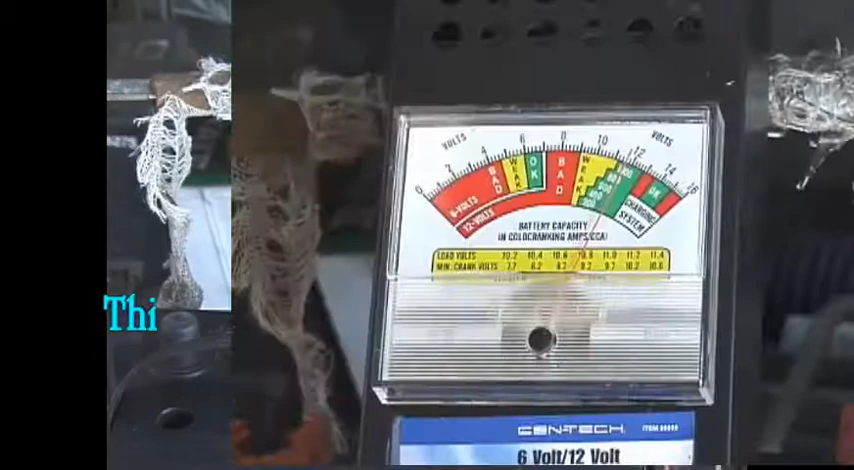 Thi
VOLTS
VOLTS
0 2 4 6 8 10 12 14 16
BAD WEAK OK BAD WEAK OK
6-VOLTS
12-VOLTS
CHARGING
SYSTEM
BATTERY CAPACITY
IN COLDCRANKING AMPS(CCA)
LOAD VOLTS 10.2 10.4 10.6 10.8 11.0 11.2 11.4
MIN. CRANK VOLTS 7.7 8.2 8.7 9.2 9.7 10.2 10.6
CEN-TECH
6 Volt/12 Volt